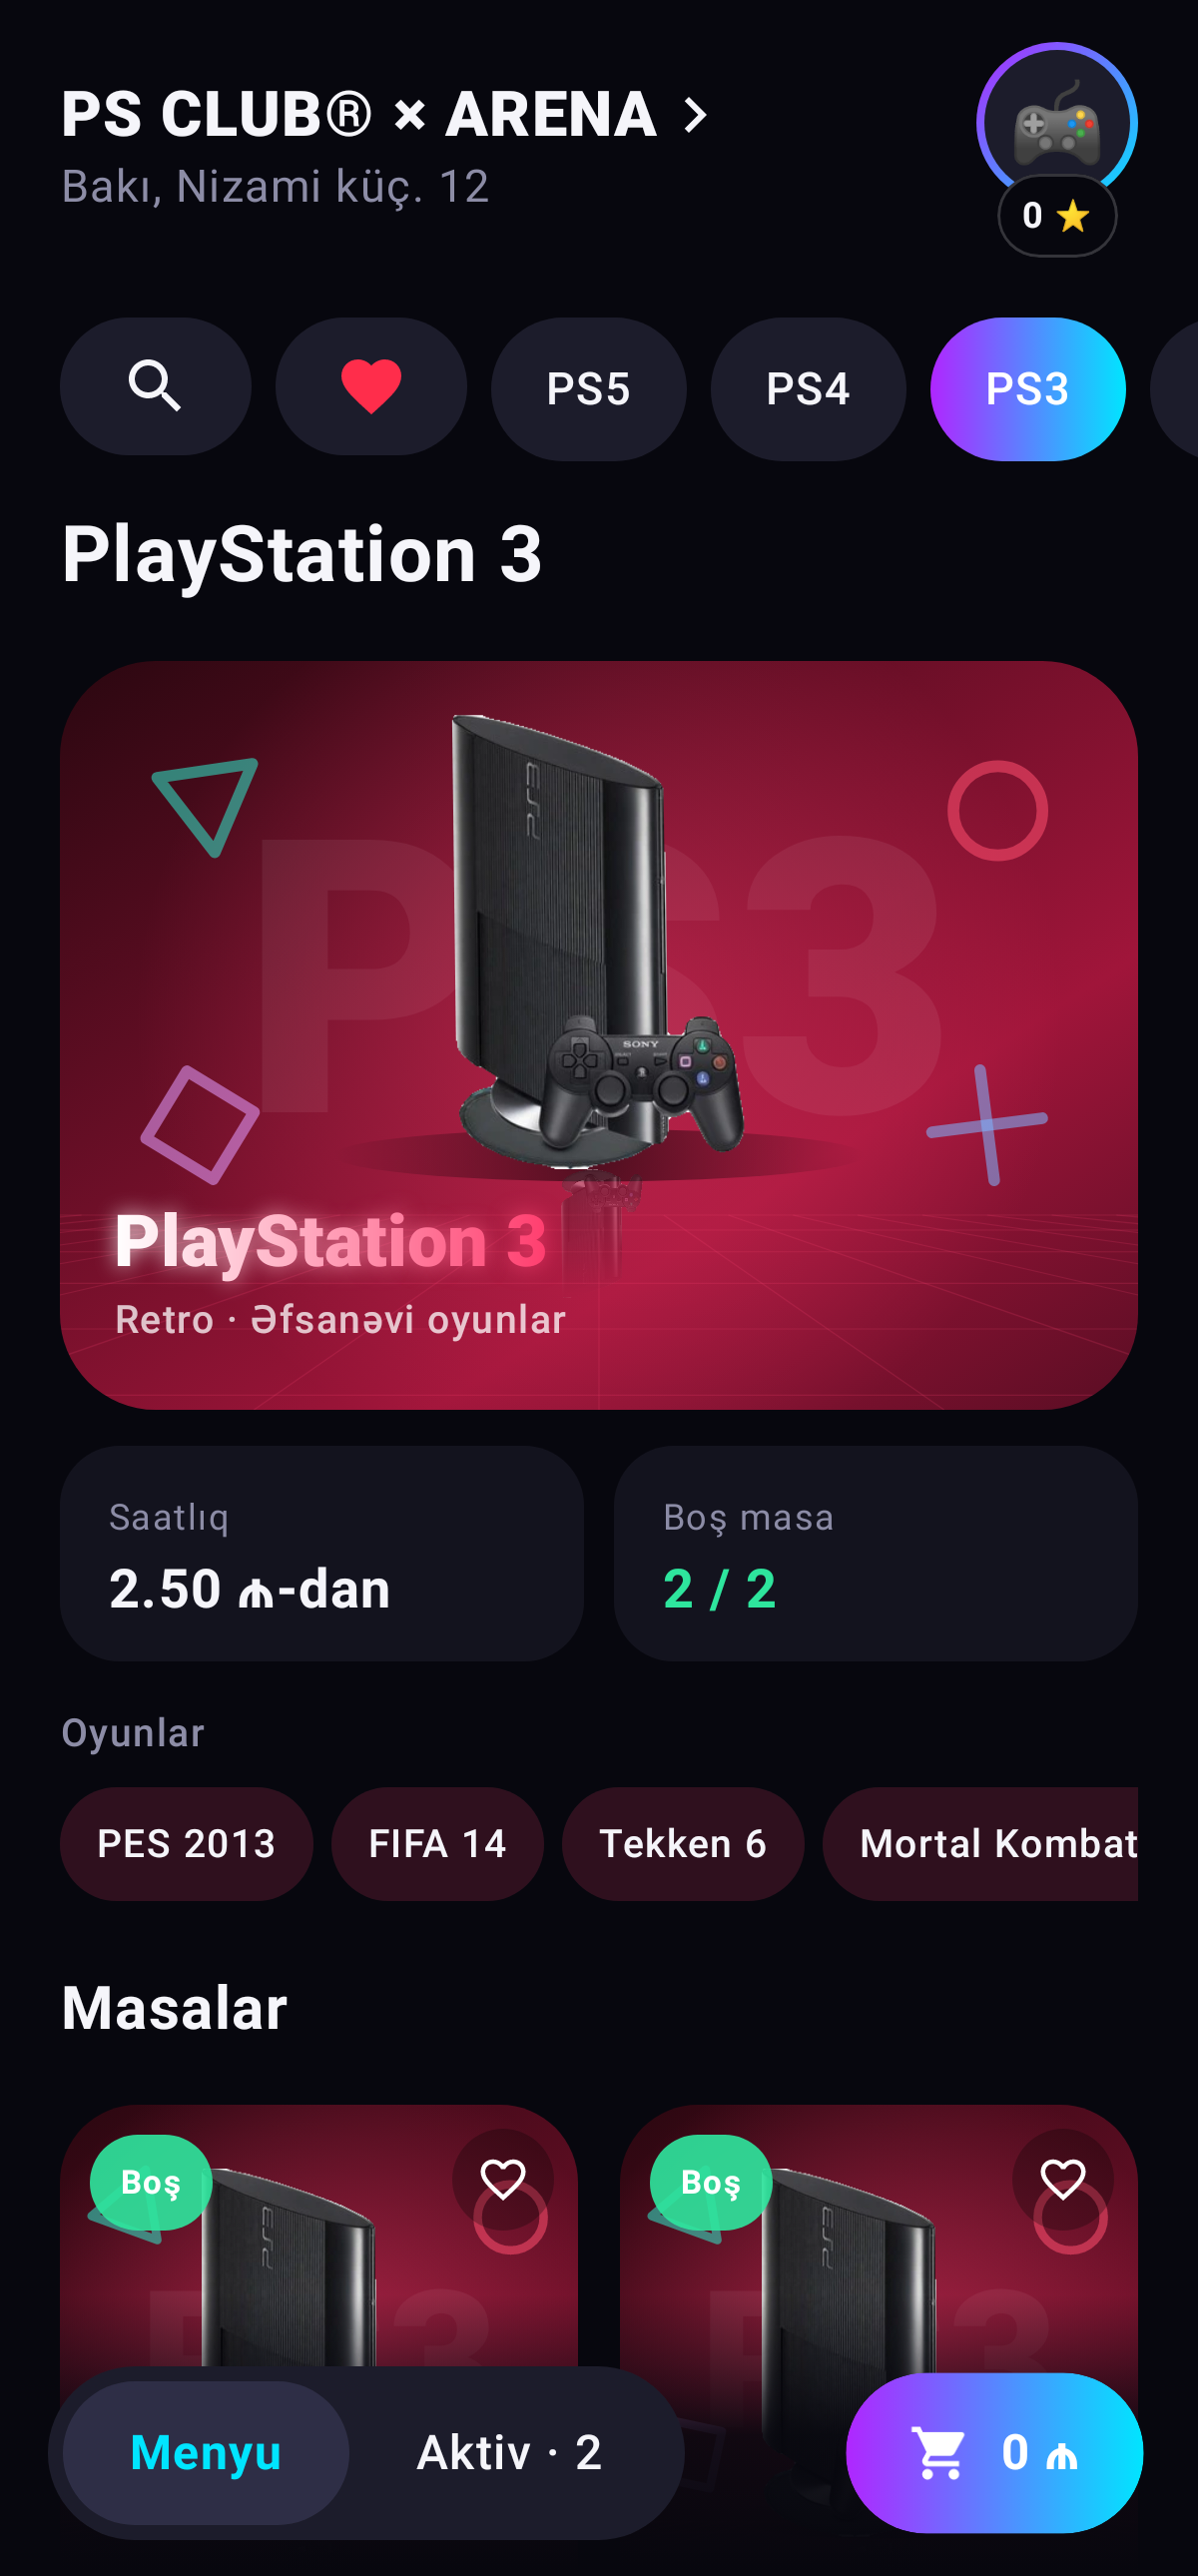 PS CLUB® × ARENA >
Bakı, Nizami küç. 12
0 ⭐
PS5 PS4 PS3
PlayStation 3
PS3
PS3
SONY
PlayStation 3
Retro · Əfsanəvi oyunlar
Saatlıq
2.50 ₼-dan
Boş masa
2 / 2
Oyunlar
PES 2013 FIFA 14 Tekken 6 Mortal Kombat
Masalar
Boş Boş
PS3 PS3
Menyu Aktiv · 2 0 ₼